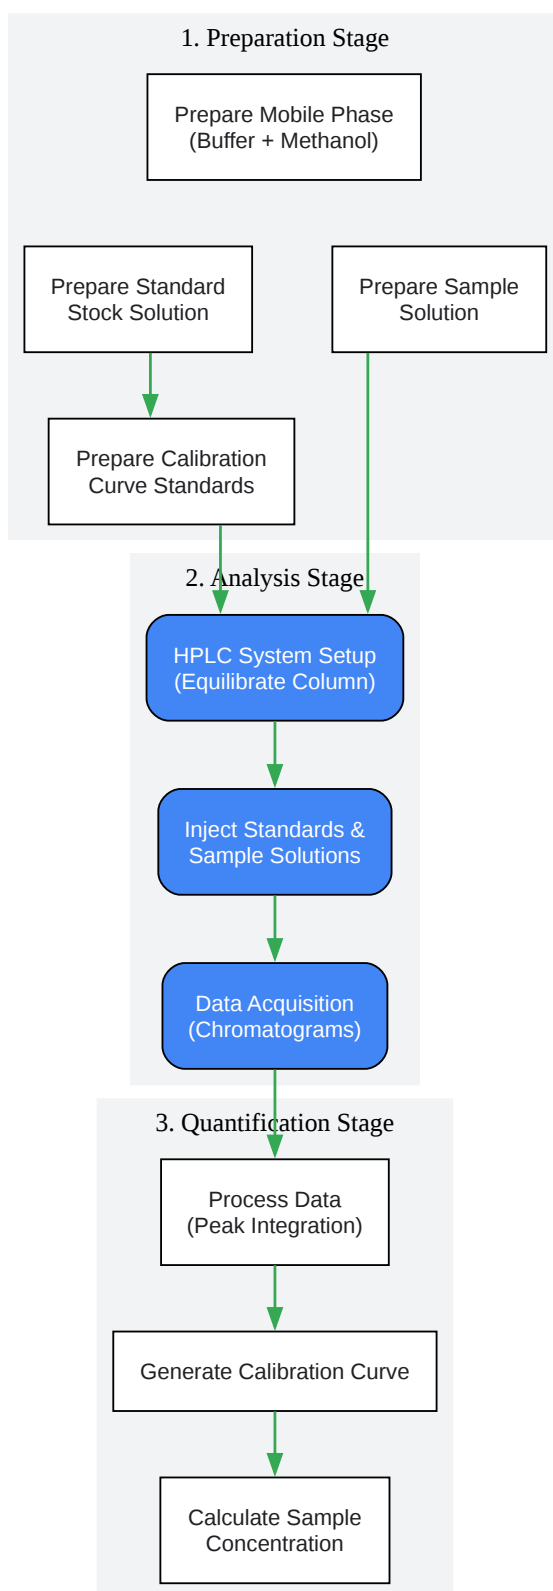 1. Preparation Stage
Prepare Mobile Phase
(Buffer + Methanol)
Prepare Standard
Stock Solution
Prepare Sample
Solution
Prepare Calibration
Curve Standards
2. Analysis Stage
HPLC System Setup
(Equilibrate Column)
Inject Standards &
Sample Solutions
Data Acquisition
(Chromatograms)
3. Quantification Stage
Process Data
(Peak Integration)
Generate Calibration Curve
Calculate Sample
Concentration